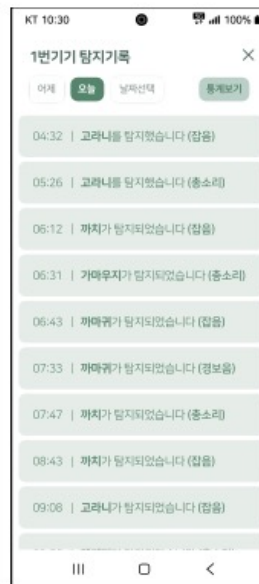 KT 10:30
100%
1번기기 탐지기록
어제 오늘 날짜선택 통계보기
04:32 | 고라니를 탐지했습니다 (잡음)
05:26 | 고라니를 탐지했습니다 (총소리)
06:12 | 까치가 탐지되었습니다 (잡음)
06:31 | 가마우지가 탐지되었습니다 (총소리)
06:43 | 까마귀가 탐지되었습니다 (잡음)
07:33 | 까마귀가 탐지되었습니다 (경보음)
07:47 | 까치가 탐지되었습니다 (총소리)
08:43 | 까치가 탐지되었습니다 (잡음)
09:08 | 고라니가 탐지되었습니다 (잡음)